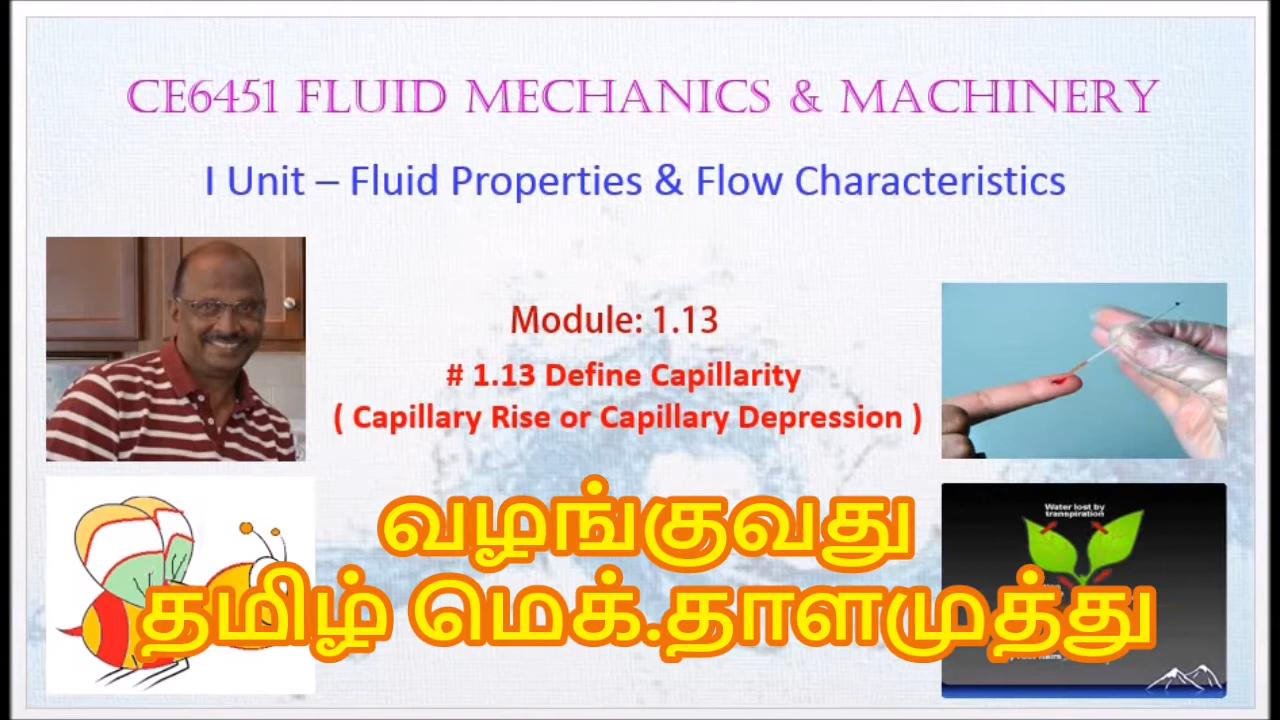 CE6451 FLUID MECHANICS & MACHINERY
I Unit – Fluid Properties & Flow Characteristics
Module: 1.13
# 1.13 Define Capillarity
( Capillary Rise or Capillary Depression )
Water lost by
transpiration
வழங்குவது
தமிழ் மெக்.தாளமுத்து